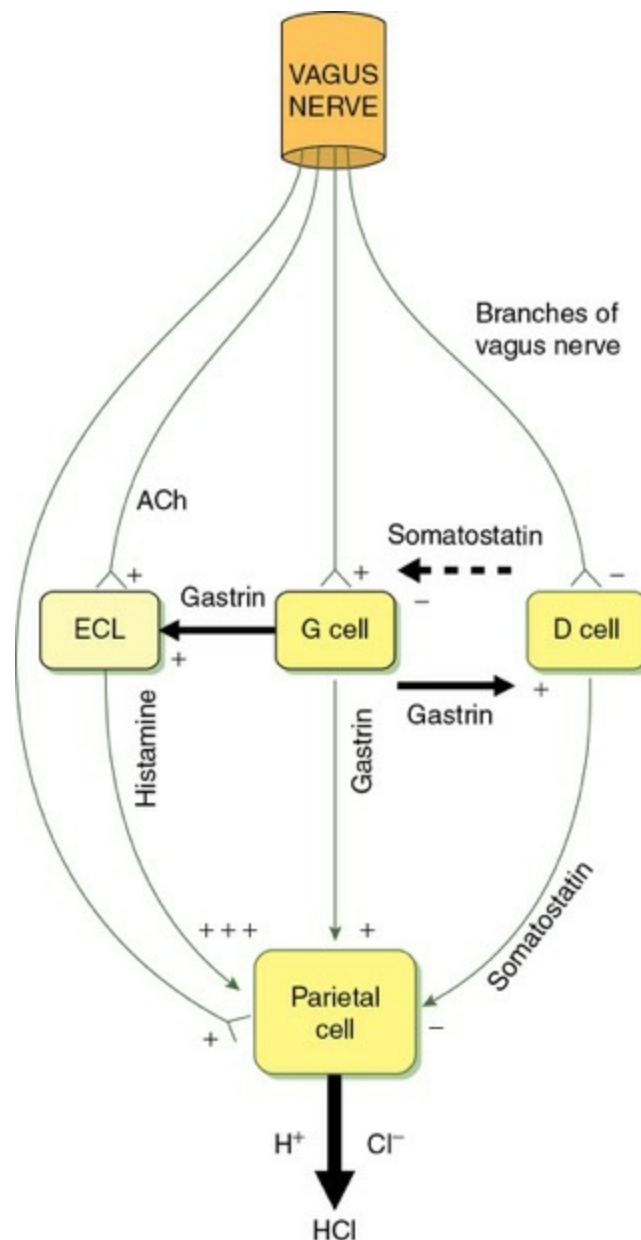 VAGUS
NERVE
Branches of
vagus nerve
ACh
Somatostatin
+
+
–
–
Gastrin
ECL
G cell
D cell
+
+
Gastrin
Histamine
Gastrin
Somatostatin
+ + +
+
Parietal
cell
+
–
H⁺
Cl⁻
HCl